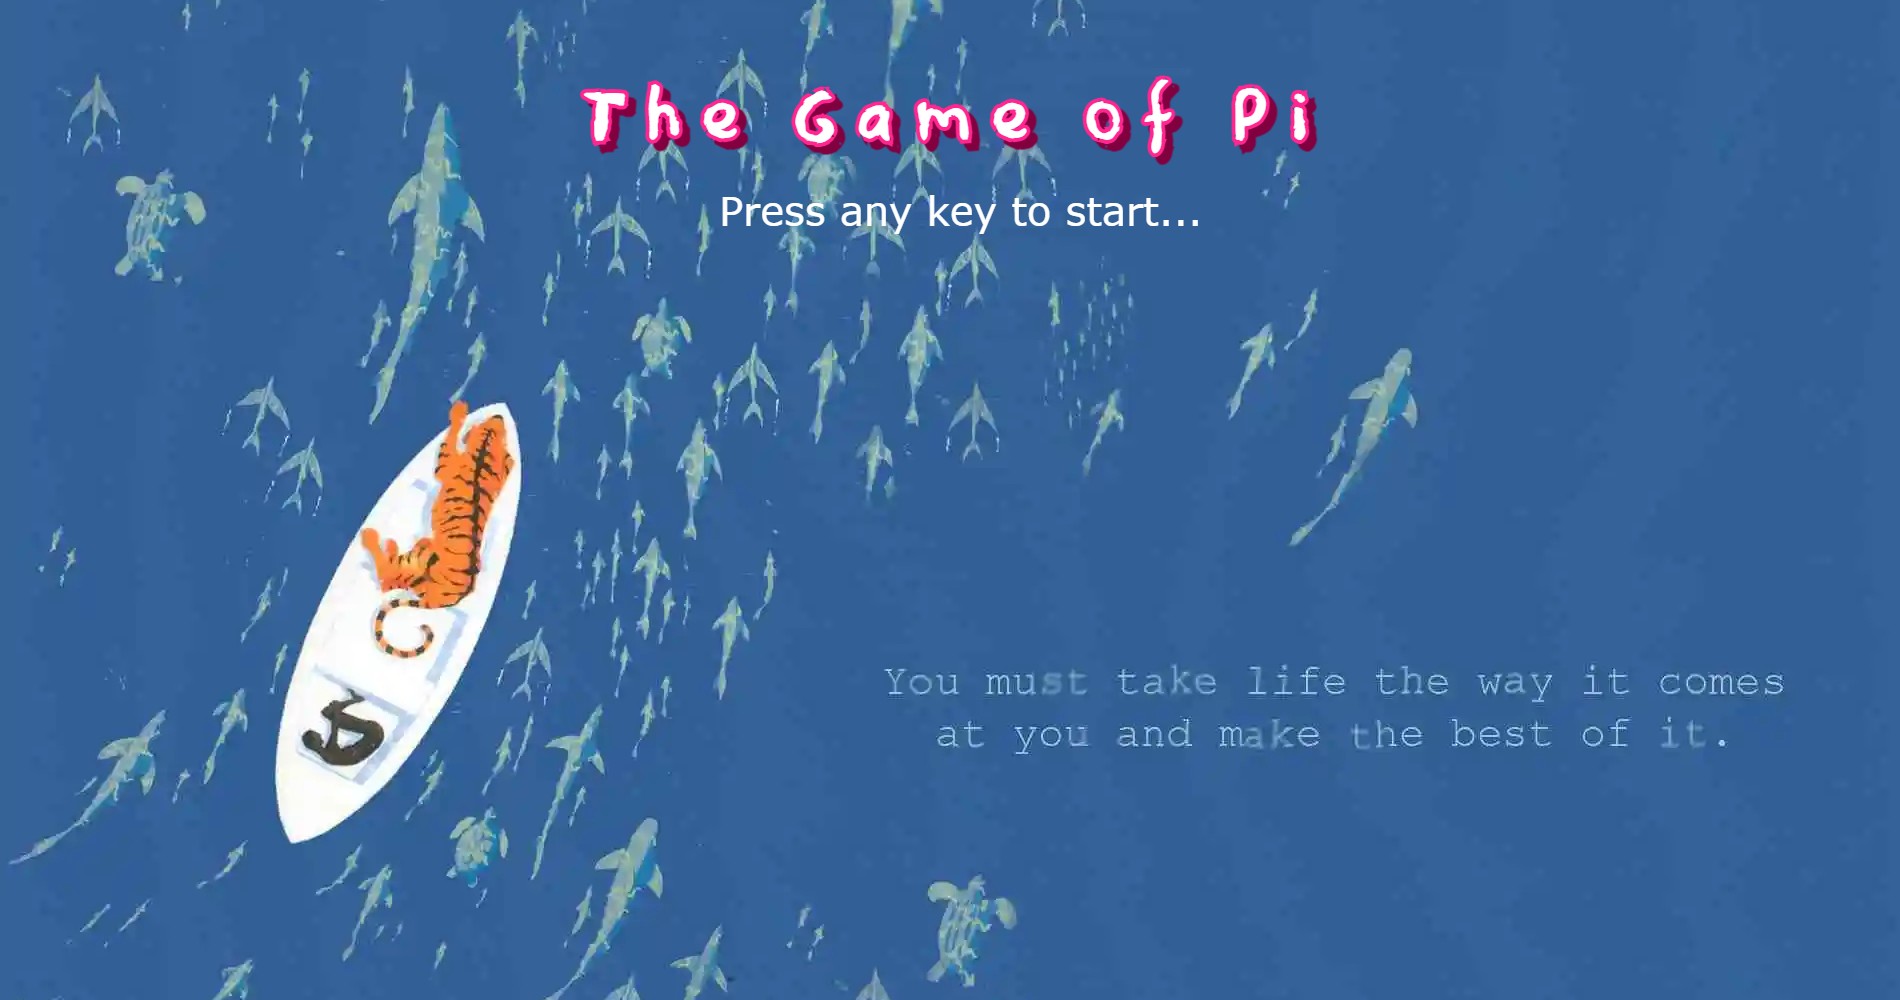 The Game of Pi
Press any key to start...
You must take life the way it comes
at you and make the best of it.